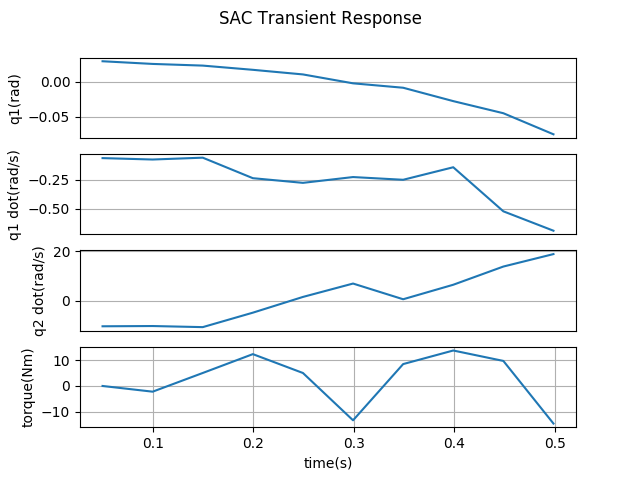 SAC Transient Response
0.00
−0.05
q1(rad)
−0.25
−0.50
q1 dot(rad/s)
20
0
q2 dot(rad/s)
10
0
−10
torque(Nm)
0.1 0.2 0.3 0.4 0.5
time(s)